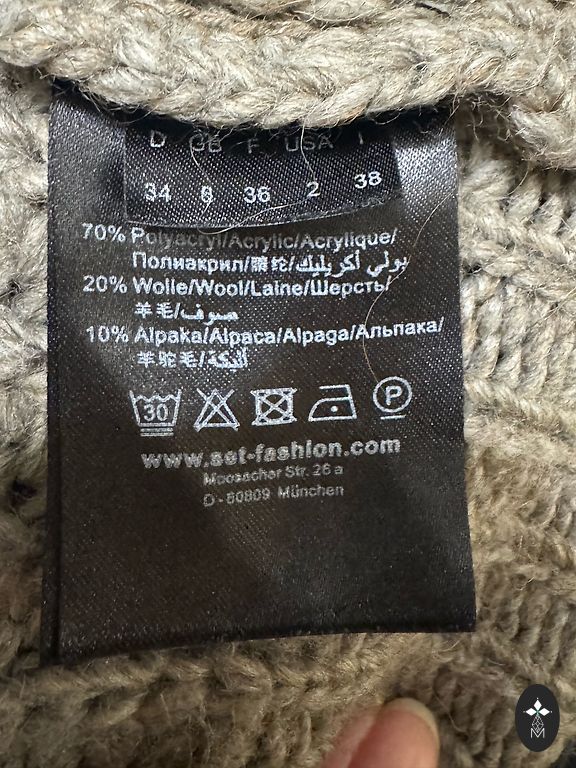 D GB F USA I
34 8 36 2 38
70% Polyacryl/Acrylic/Acrylique/
Полиакрил/腈纶/بولي أكريليك/
20% Wolle/Wool/Laine/Шерсть/
羊毛/صوف/
10% Alpaka/Alpaca/Alpaga/Альпака/
羊驼毛/ألبكة/
30 P
www.set-fashion.com
Moosacher Str. 26 a
D - 80809 München
M